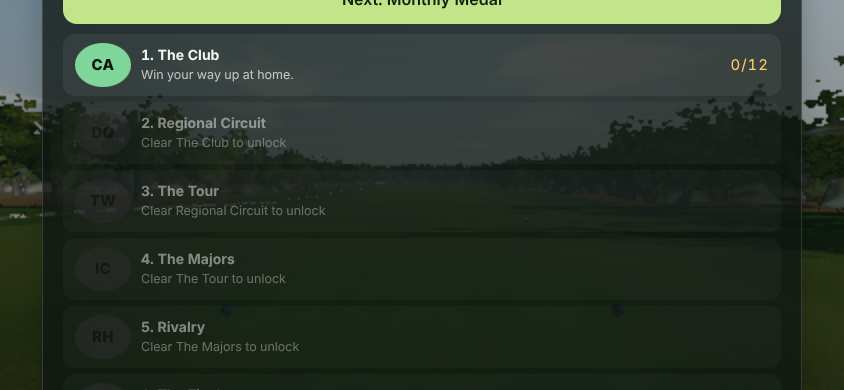 Next: Monthly Medal
CA
1. The Club
Win your way up at home.
0/12
DO
2. Regional Circuit
Clear The Club to unlock
TW
3. The Tour
Clear Regional Circuit to unlock
IC
4. The Majors
Clear The Tour to unlock
RH
5. Rivalry
Clear The Majors to unlock